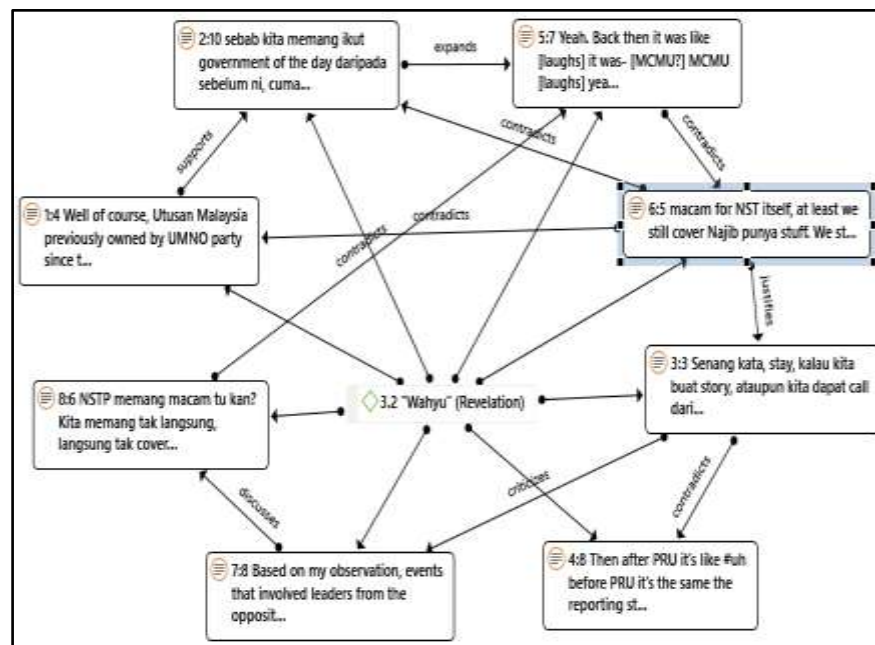 2:10 sebab kita memang ikut
government of the day daripada
sebelum ni, cuma...
expands
5:7 Yeah. Back then it was like
[laughs] it was- [MCMU?] MCMU
[laughs] yea...
supports
contradicts
contradicts
1:4 Well of course, Utusan Malaysia
previously owned by UMNO party
since t...
contradicts
contradicts
6:5 macam for NST itself, at least we
still cover Najib punya stuff. We st...
justifies
8:6 NSTP memang macam tu kan?
Kita memang tak langsung,
langsung tak cover...
3.2 "Wahyu" (Revelation)
3:3 Senang kata, stay, kalau kita
buat story, ataupun kita dapat call
dari...
discusses
criticizes
contradicts
7:8 Based on my observation, events
that involved leaders from the
opposit...
4:8 Then after PRU it's like #uh
before PRU it's the same the
reporting st...